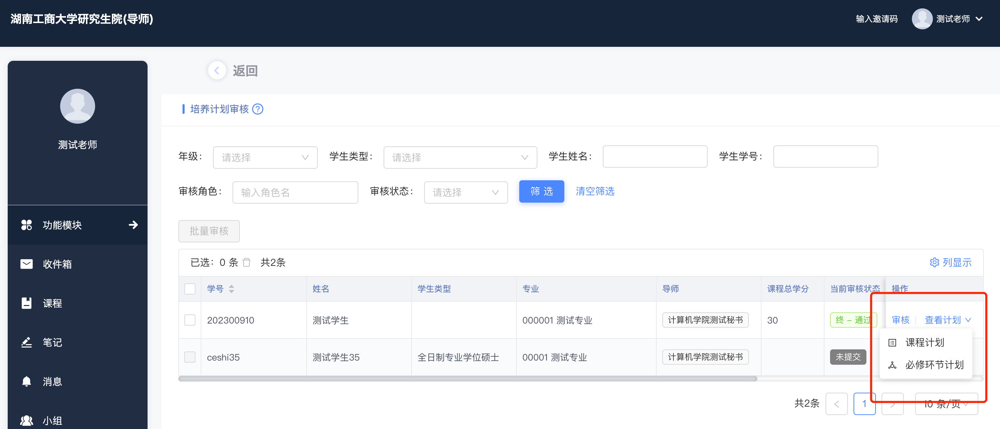 湖南工商大学研究生院(导师)
输入邀请码
测试老师
返回
测试老师
培养计划审核
年级：
请选择
学生类型：
请选择
学生姓名：
学生学号：
审核角色：
输入角色名
审核状态：
请选择
筛 选
清空筛选
功能模块
批量审核
收件箱
已选：0 条
共2条
列显示
学号
姓名
学生类型
专业
导师
课程总学分
当前审核状态
操作
课程
202300910
测试学生
000001 测试专业
计算机学院测试秘书
30
终 – 通过
审核
查看计划
课程计划
笔记
ceshi35
测试学生35
全日制专业学位硕士
00001 测试专业
计算机学院测试秘书
未提交
必修环节计划
消息
共2条
1
10 条/页
小组